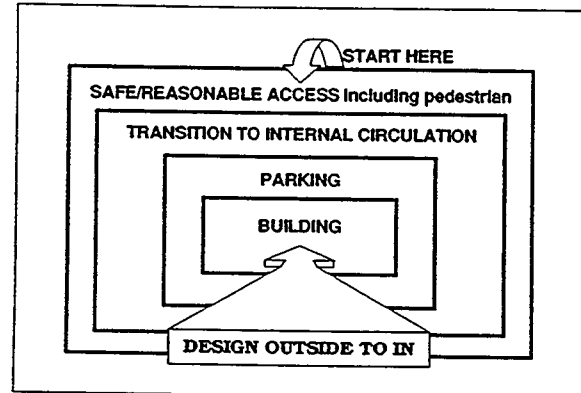 START HERE
SAFE/REASONABLE ACCESS including pedestrian
TRANSITION TO INTERNAL CIRCULATION
PARKING
BUILDING
DESIGN OUTSIDE TO IN